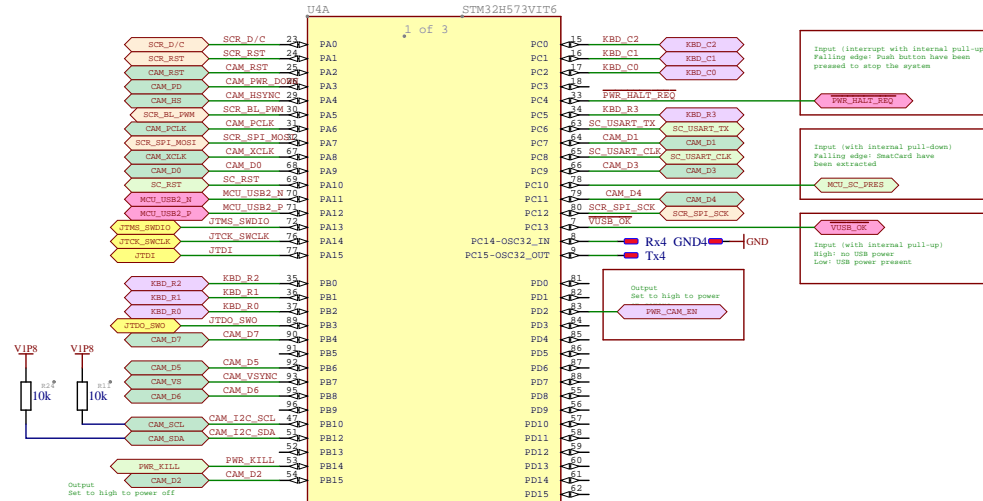 U4A STM32H573VIT6
1 of 3
SCR_D/C SCR_D/C 23 PA0 PC0 15 KBD_C2 KBD_C2
SCR_RST SCR_RST 24 PA1 PC1 16 KBD_C1 KBD_C1
CAM_RST CAM_RST 25 PA2 PC2 17 KBD_C0 KBD_C0
CAM_PD CAM_PWR_DOWN PA3 PC3 18
CAM_HS CAM_HSYNC 29 PA4 PC4 33 PWR_HALT_REQ PWR_HALT_REQ
SCR_BL_PWM SCR_BL_PWM 30 PA5 PC5 34 KBD_R3 KBD_R3
CAM_PCLK CAM_PCLK 31 PA6 PC6 63 SC_USART_TX SC_USART_TX
SCR_SPI_MOSI SCR_SPI_MOSI PA7 PC7 64 CAM_D1 CAM_D1
CAM_XCLK CAM_XCLK 67 PA8 PC8 65 SC_USART_CLK SC_USART_CLK
CAM_D0 CAM_D0 68 PA9 PC9 66 CAM_D3 CAM_D3
SC_RST SC_RST 69 PA10 PC10 78 MCU_SC_PRES
MCU_USB2_N MCU_USB2_N 70 PA11 PC11 79 CAM_D4 CAM_D4
MCU_USB2_P MCU_USB2_P 71 PA12 PC12 80 SCR_SPI_SCK SCR_SPI_SCK
JTMS_SWDIO JTMS_SWDIO 72 PA13 PC13 7 VUSB_OK VUSB_OK
JTCK_SWCLK JTCK_SWCLK 76 PA14 PC14-OSC32_IN 8 Rx4 GND4 GND
JTDI JTDI 77 PA15 PC15-OSC32_OUT 9 Tx4
Input (interrupt with internal pull-up)
Falling edge: Push button have been
pressed to stop the system
Input (with internal pull-down)
Falling edge: SmatCard have
been extracted
Input (with internal pull-up)
High: no USB power
Low: USB power present
KBD_R2 KBD_R2 35 PB0 PD0 81
KBD_R1 KBD_R1 36 PB1 PD1 82
KBD_R0 KBD_R0 37 PB2 PD2 83 PWR_CAM_EN
JTDO_SWO JTDO_SWO 89 PB3 PD3 84
CAM_D7 CAM_D7 90 PB4 PD4 85
91 PB5 PD5 86
CAM_D5 CAM_D5 92 PB6 PD6 87
CAM_VS CAM_VSYNC 93 PB7 PD7 88
CAM_D6 CAM_D6 95 PB8 PD8 55
96 PB9 PD9 56
CAM_SCL CAM_I2C_SCL 47 PB10 PD10 57
CAM_SDA CAM_I2C_SDA 51 PB12 PD11 58
52 PB13 PD12 59
PWR_KILL PWR_KILL 53 PB14 PD13 60
CAM_D2 CAM_D2 54 PB15 PD14 61
PD15 62
Output
Set to high to power
V1P8 V1P8
10k 10k
Output
Set to high to power off